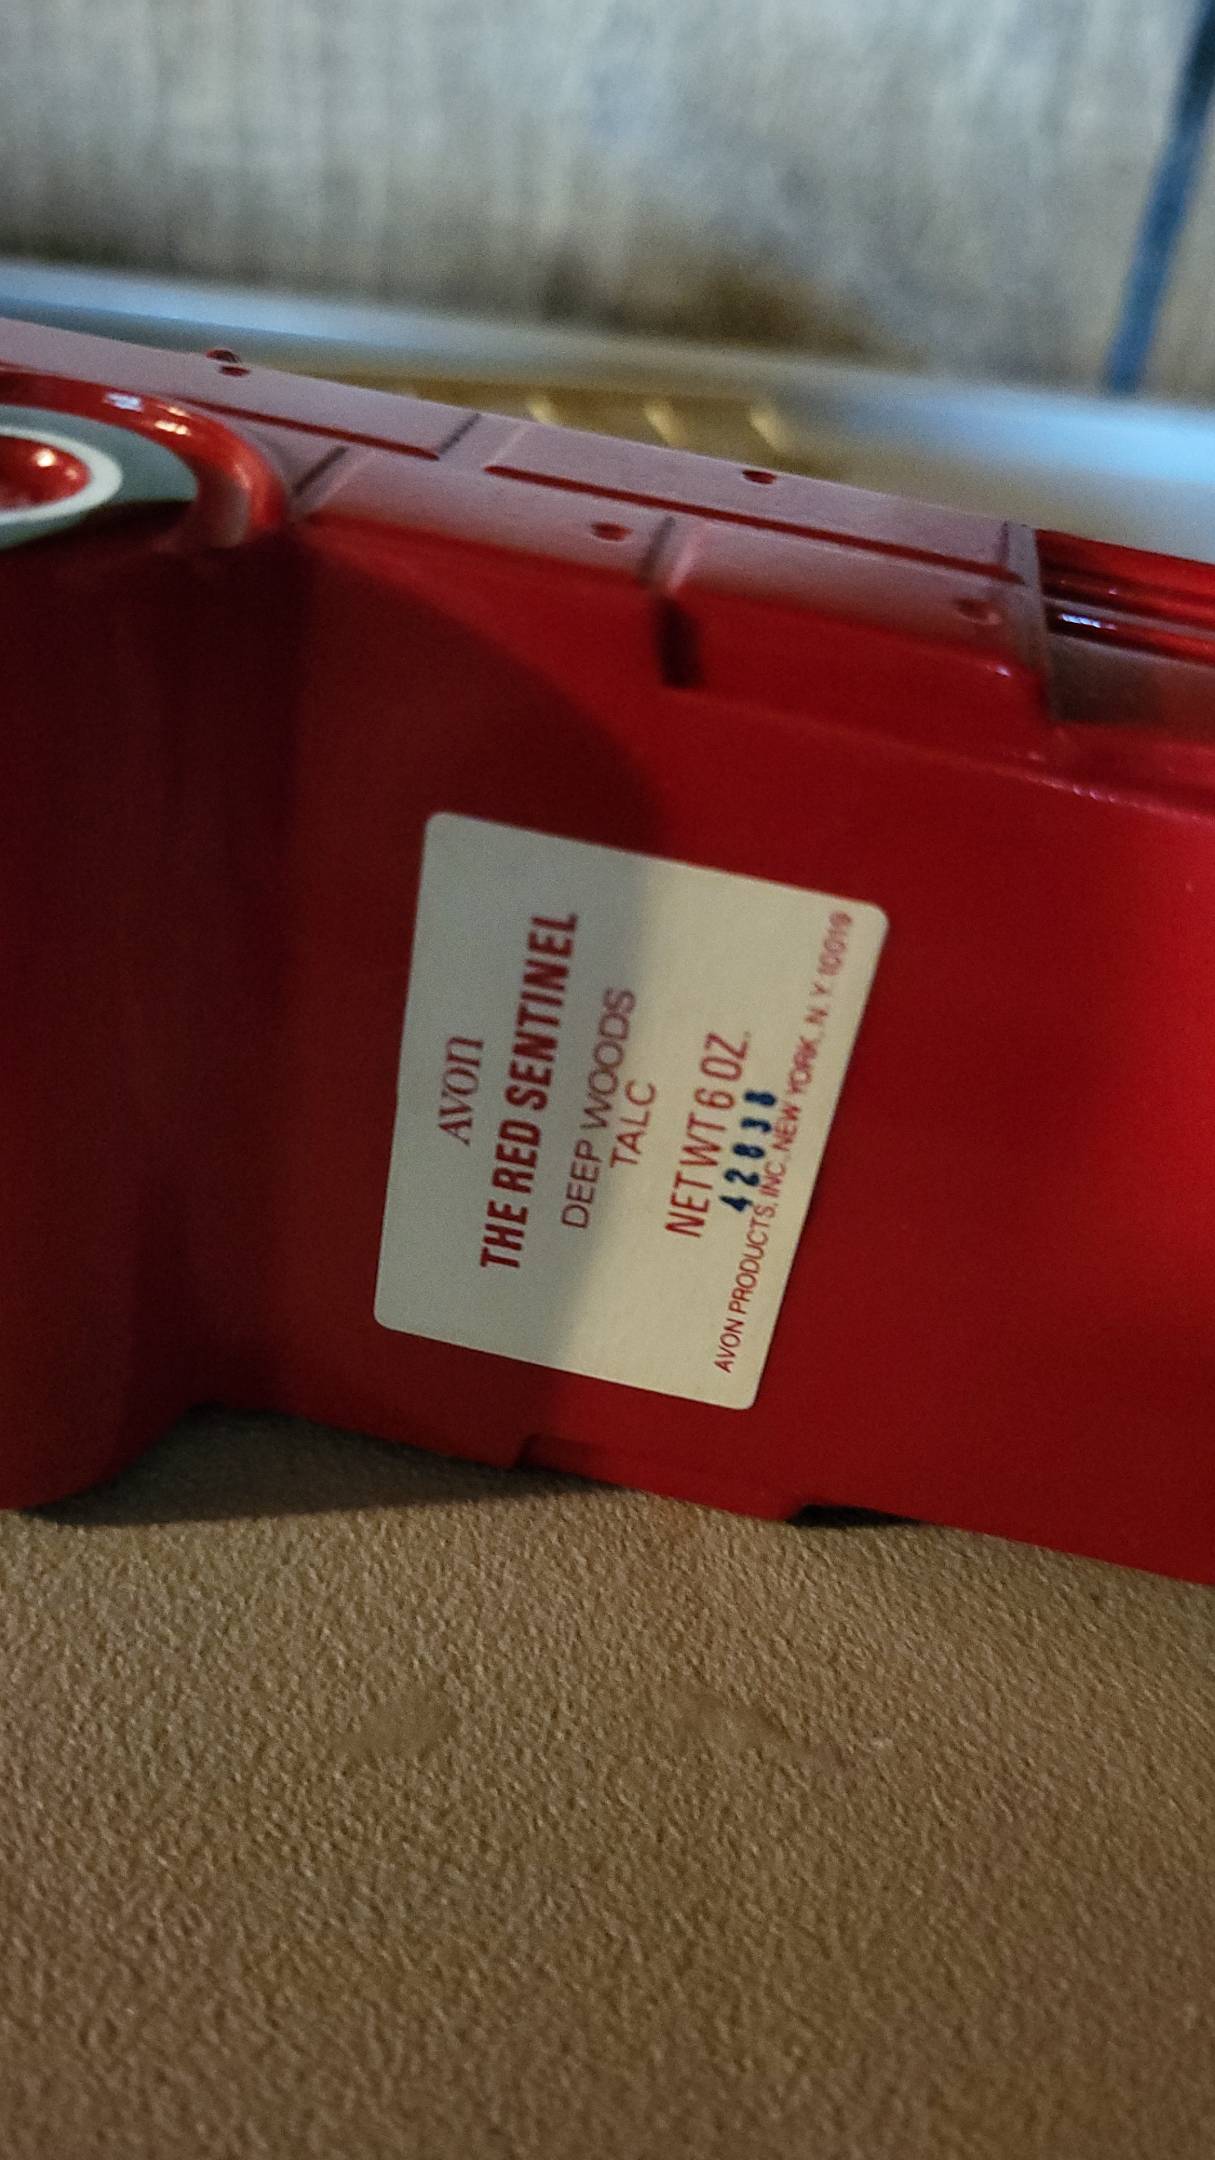 AVON
THE RED SENTINEL
DEEP WOODS
TALC
NET WT 6 OZ.
42838
AVON PRODUCTS, INC. NEW YORK, N.Y. 10019